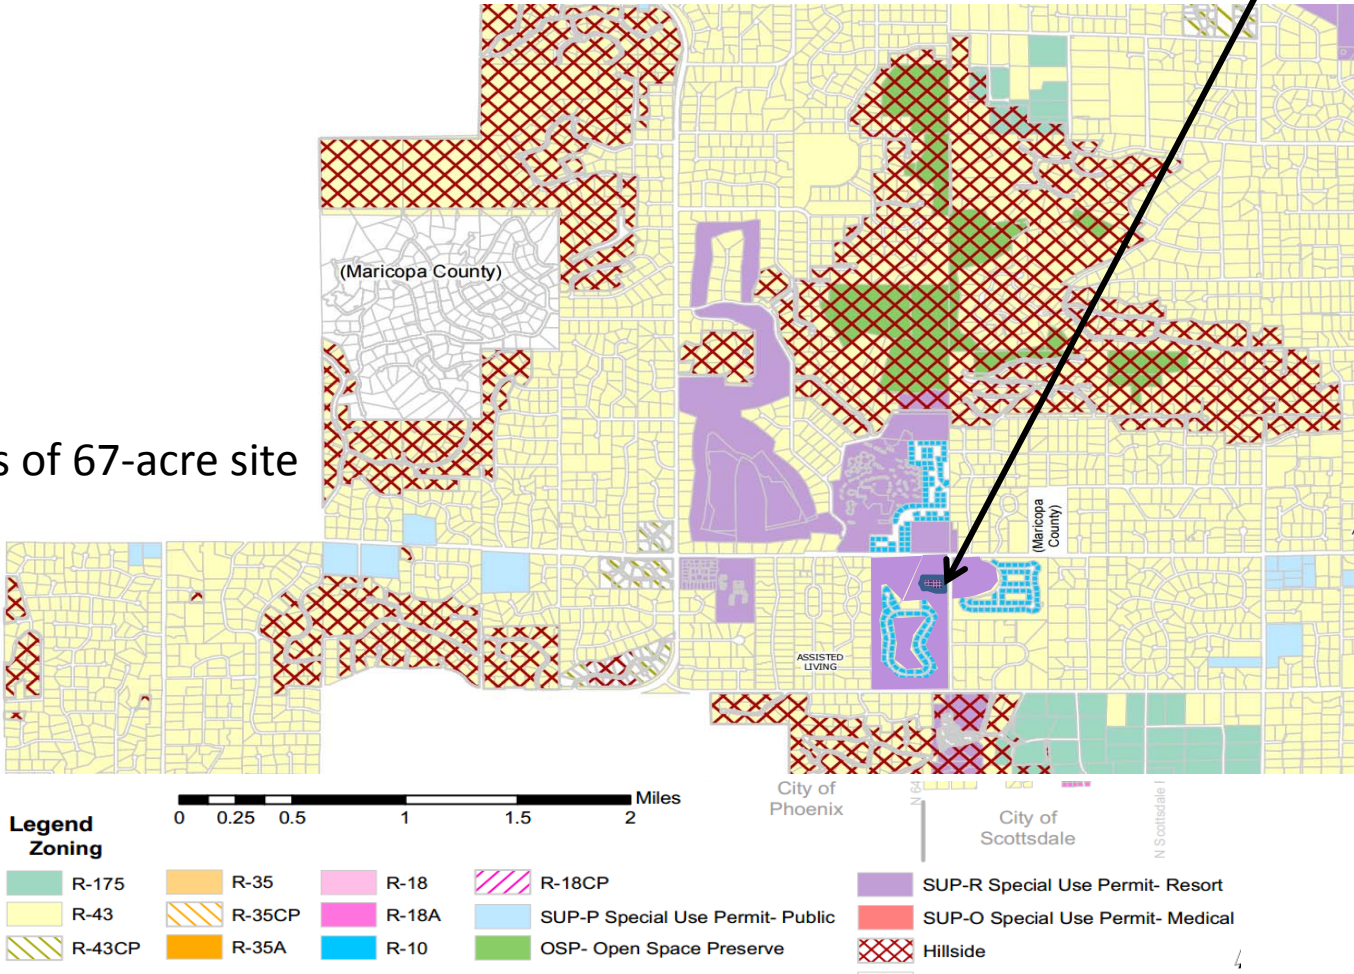 (Maricopa County)
s of 67-acre site
(Maricopa
County)
ASSISTED
LIVING
City of
Phoenix
N 64
City of
Scottsdale
N Scottsdale
Miles
0 0.25 0.5 1 1.5 2
Legend
Zoning
R-175
R-43
R-43CP
R-35
R-35CP
R-35A
R-18
R-18A
R-10
R-18CP
SUP-P Special Use Permit- Public
OSP- Open Space Preserve
SUP-R Special Use Permit- Resort
SUP-O Special Use Permit- Medical
Hillside